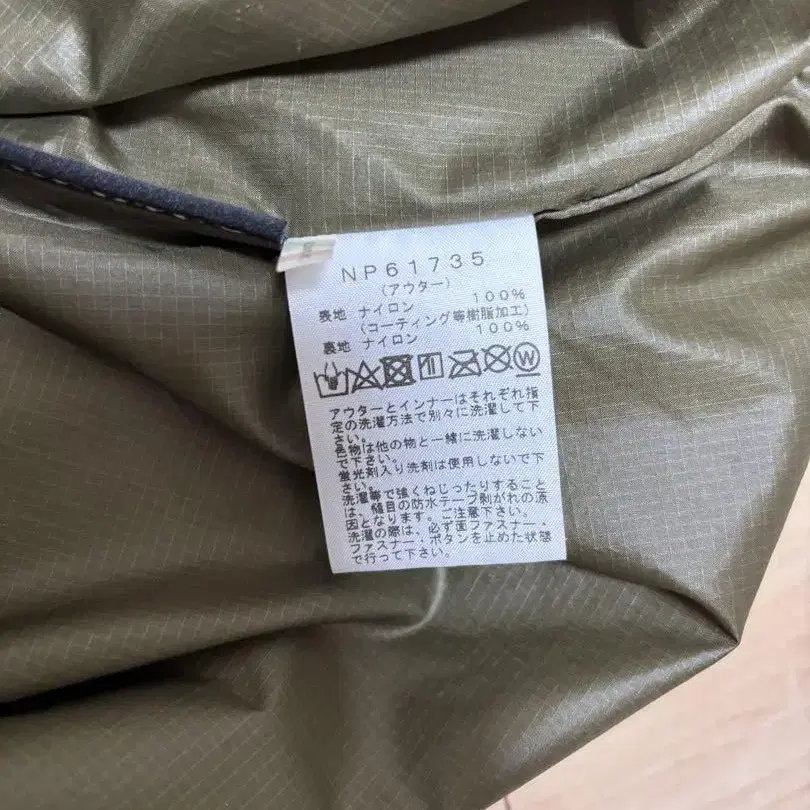 NP61735
(アウター)
表地 ナイロン 100%
(コーティング等樹脂加工)
裏地 ナイロン 100%
W
アウターとインナーはそれぞれ指
定の洗濯方法で別々に洗濯して下
さい。
色物は他の物と一緒に洗濯しない
で下さい。
蛍光剤入り洗剤は使用しないで下
さい。
洗濯等で強くねじったりすること
は、縫目の防水テープ剥がれの原
因となります。ご注意下さい。
洗濯の際は、必ず面ファスナー・
ファスナー・ボタンを止めた状態
で行って下さい。